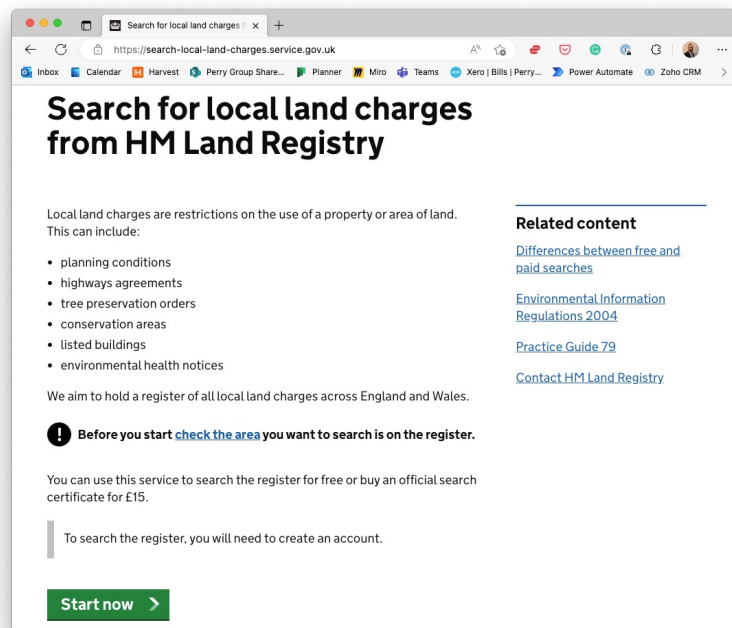 Search for local land charges f
https://search-local-land-charges.service.gov.uk
Inbox Calendar Harvest Perry Group Share... Planner Miro Teams Xero | Bills | Perry... Power Automate Zoho CRM
Search for local land charges
from HM Land Registry
Local land charges are restrictions on the use of a property or area of land.
This can include:
• planning conditions
• highways agreements
• tree preservation orders
• conservation areas
• listed buildings
• environmental health notices
We aim to hold a register of all local land charges across England and Wales.
! Before you start check the area you want to search is on the register.
You can use this service to search the register for free or buy an official search
certificate for £15.
To search the register, you will need to create an account.
Start now
Related content
Differences between free and
paid searches
Environmental Information
Regulations 2004
Practice Guide 79
Contact HM Land Registry